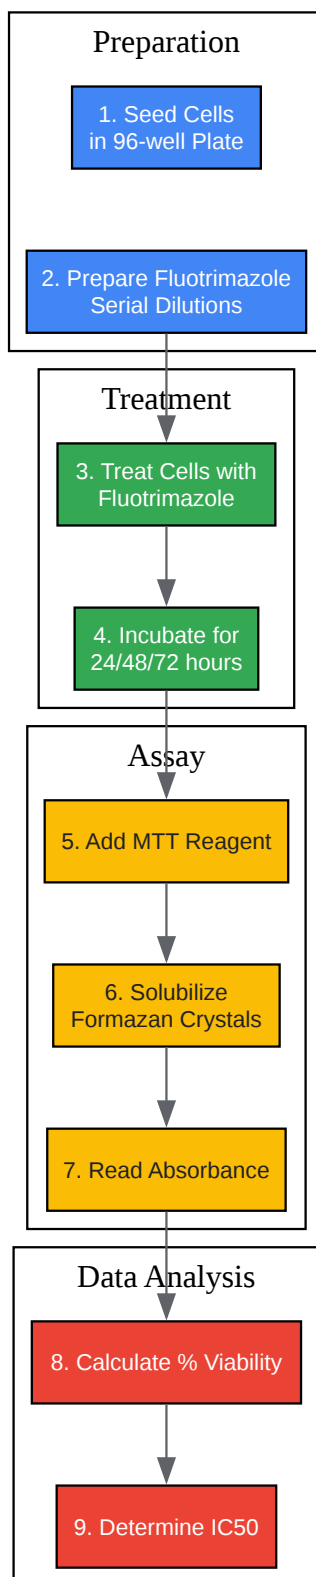 Preparation
1. Seed Cells
in 96-well Plate
2. Prepare Fluotrimazole
Serial Dilutions
Treatment
3. Treat Cells with
Fluotrimazole
4. Incubate for
24/48/72 hours
Assay
5. Add MTT Reagent
6. Solubilize
Formazan Crystals
7. Read Absorbance
Data Analysis
8. Calculate % Viability
9. Determine IC50